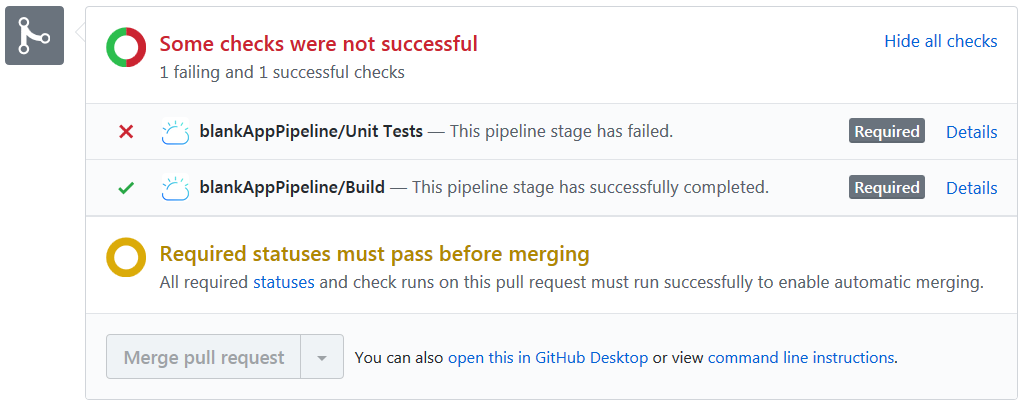 Some checks were not successful
Hide all checks
1 failing and 1 successful checks
blankAppPipeline/Unit Tests — This pipeline stage has failed. Required Details
blankAppPipeline/Build — This pipeline stage has successfully completed. Required Details
Required statuses must pass before merging
All required statuses and check runs on this pull request must run successfully to enable automatic merging.
Merge pull request You can also open this in GitHub Desktop or view command line instructions.